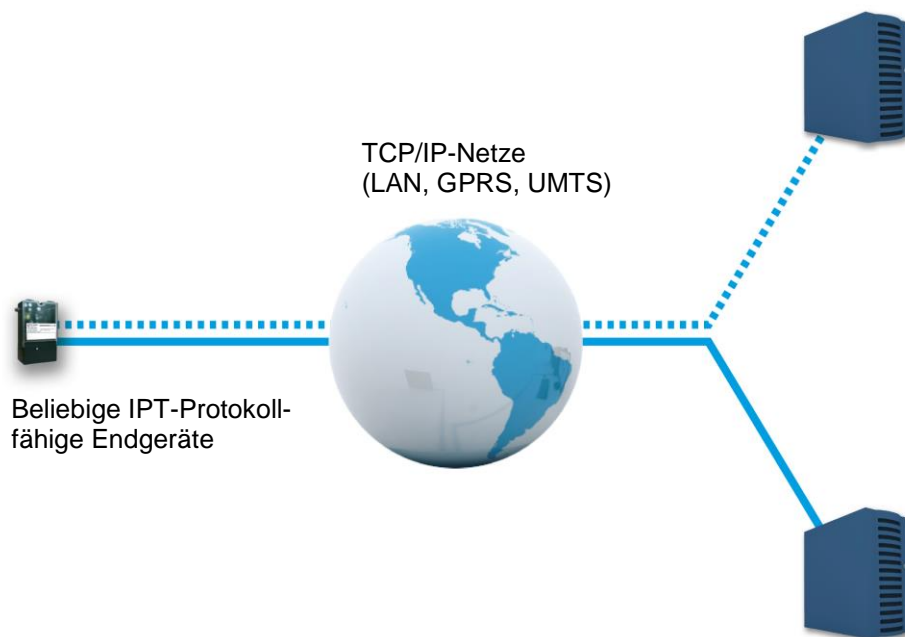 TCP/IP-Netze
(LAN, GPRS, UMTS)
Beliebige IPT-Protokoll-
fähige Endgeräte